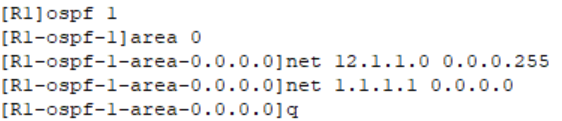 [R1]ospf 1
[R1-ospf-1]area 0
[R1-ospf-1-area-0.0.0.0]net 12.1.1.0 0.0.0.255
[R1-ospf-1-area-0.0.0.0]net 1.1.1.1 0.0.0.0
[R1-ospf-1-area-0.0.0.0]q